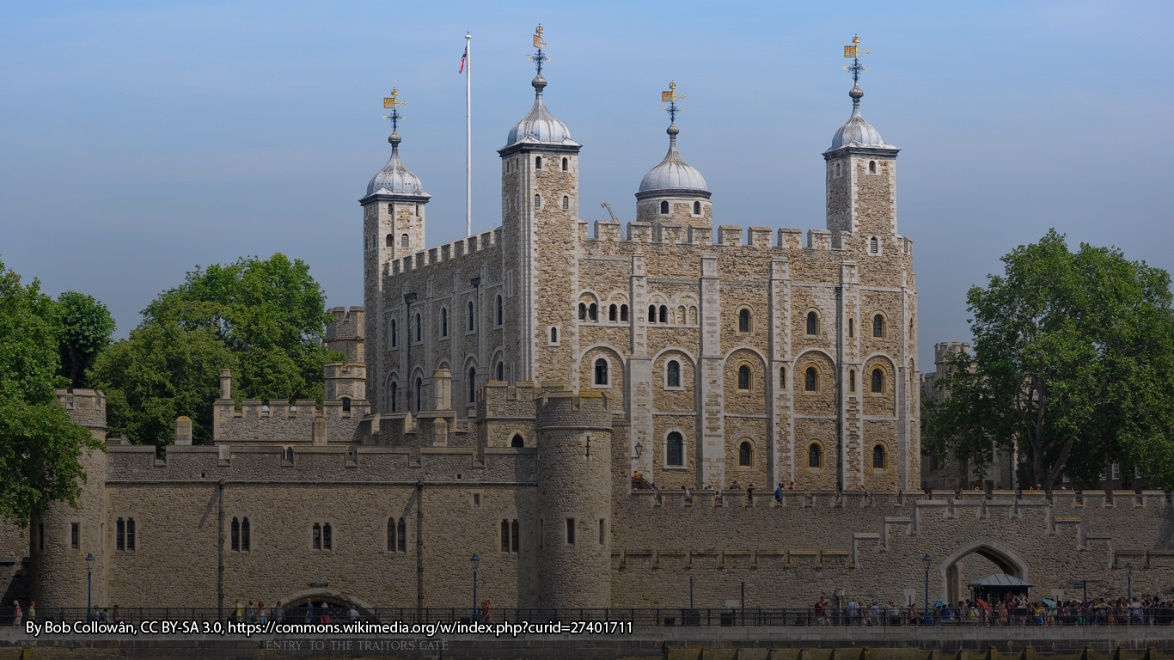 By Bob Collowân, CC BY-SA 3.0, https://commons.wikimedia.org/w/index.php?curid=27401711
ENTRY TO THE TRAITORS GATE